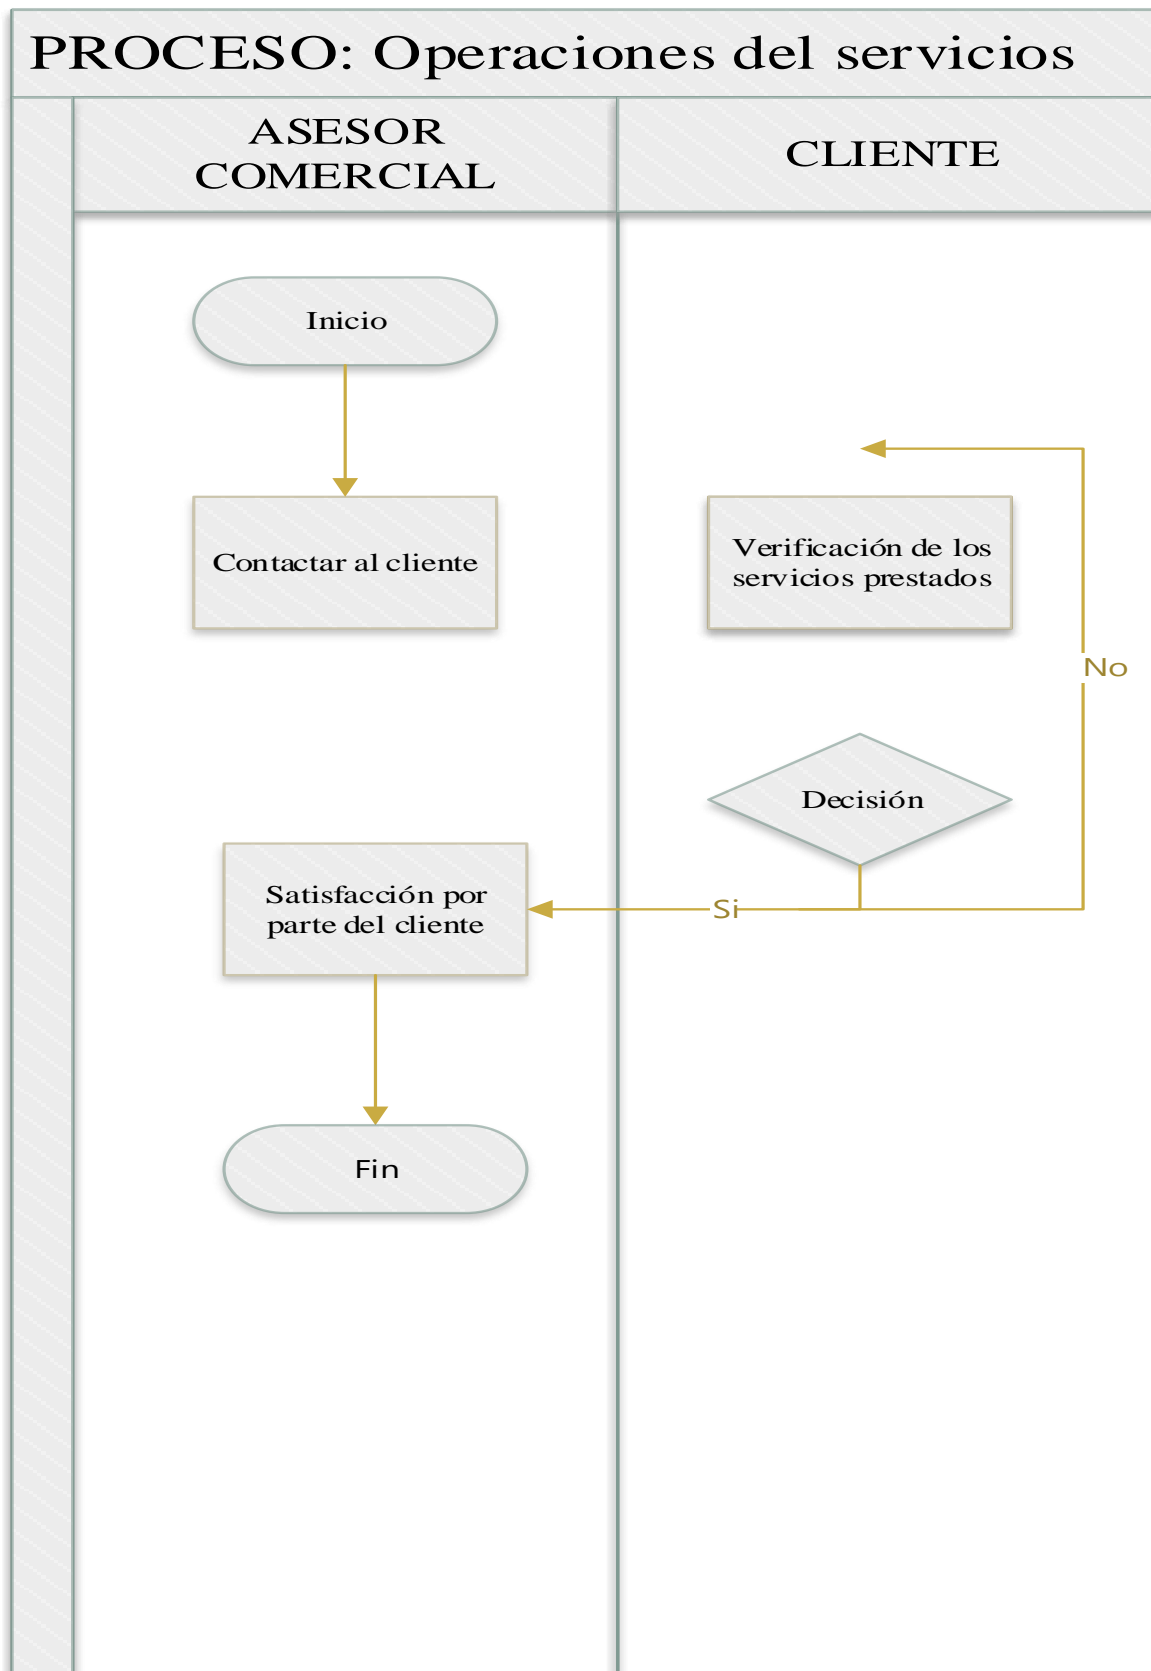 PROCESO: Operaciones del servicios
ASESOR
COMERCIAL
CLIENTE
Inicio
Contactar al cliente
Verificación de los
servicios prestados
No
Decisión
Satisfacción por
parte del cliente
Si
Fin